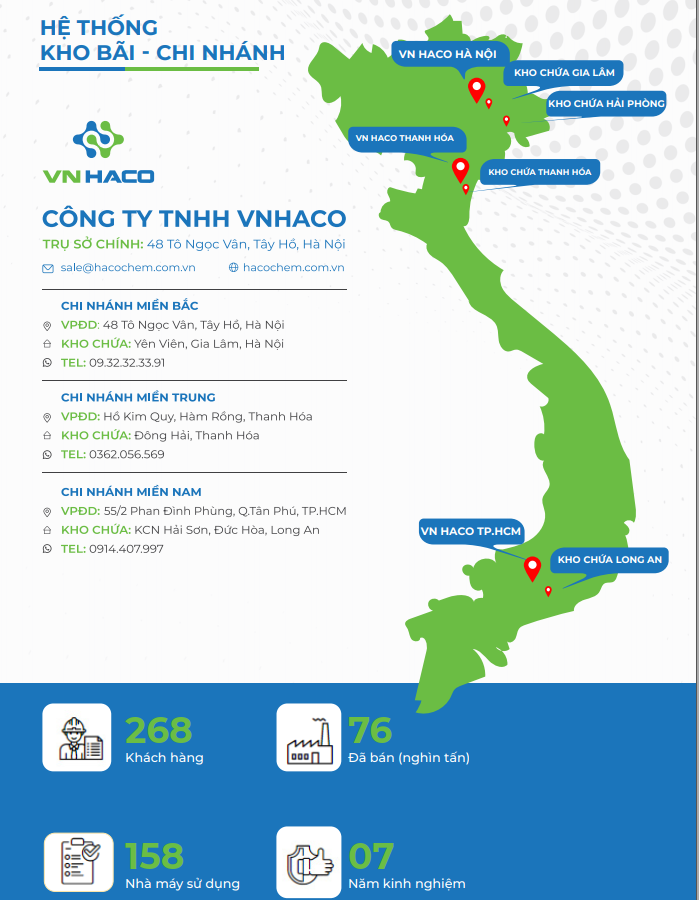 HỆ THỐNG
KHO BÃI - CHI NHÁNH
VN HACO
CÔNG TY TNHH VNHACO
TRỤ SỞ CHÍNH: 48 Tô Ngọc Vân, Tây Hồ, Hà Nội
sale@hacochem.com.vn hacochem.com.vn
CHI NHÁNH MIỀN BẮC
VPĐD: 48 Tô Ngọc Vân, Tây Hồ, Hà Nội
KHO CHỨA: Yên Viên, Gia Lâm, Hà Nội
TEL: 09.32.32.33.91
CHI NHÁNH MIỀN TRUNG
VPĐD: Hồ Kim Quy, Hàm Rồng, Thanh Hóa
KHO CHỨA: Đông Hải, Thanh Hóa
TEL: 0362.056.569
CHI NHÁNH MIỀN NAM
VPĐD: 55/2 Phan Đình Phùng, Q.Tân Phú, TP.HCM
KHO CHỨA: KCN Hải Sơn, Đức Hòa, Long An
TEL: 0914.407.997
VN HACO HÀ NỘI
KHO CHỨA GIA LÂM
KHO CHỨA HẢI PHÒNG
VN HACO THANH HÓA
KHO CHỨA THANH HÓA
VN HACO TP.HCM
KHO CHỨA LONG AN
268
Khách hàng
76
Đã bán (nghìn tấn)
158
Nhà máy sử dụng
07
Năm kinh nghiệm